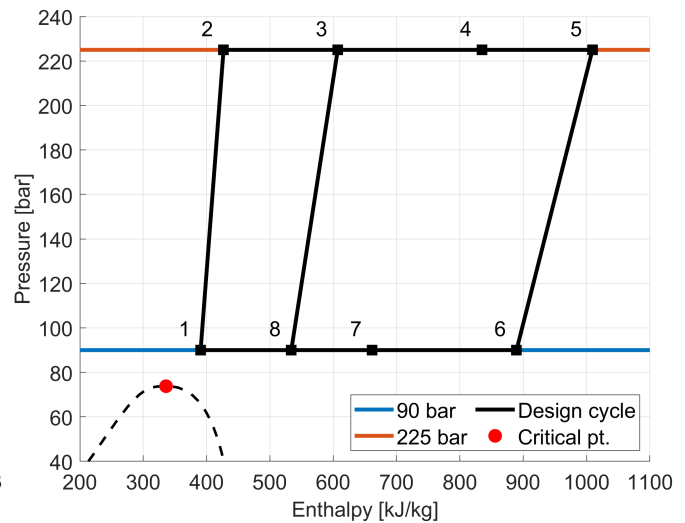 240
220
200
180
160
140
120
100
80
60
40
Pressure [bar]
2 3 4 5
1 8 7 6
90 bar
Design cycle
225 bar
Critical pt.
200 300 400 500 600 700 800 900 1000 1100
Enthalpy [kJ/kg]